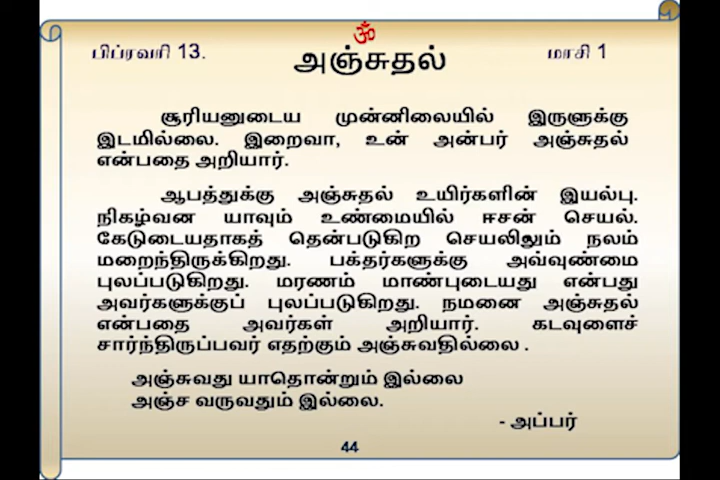 ॐ
பிப்ரவரி 13.
அஞ்சுதல்
மாசி 1
சூரியனுடைய முன்னிலையில் இருளுக்கு
இடமில்லை. இறைவா, உன் அன்பர் அஞ்சுதல்
என்பதை அறியார்.
ஆபத்துக்கு அஞ்சுதல் உயிர்களின் இயல்பு.
நிகழ்வன யாவும் உண்மையில் ஈசன் செயல்.
கேடுடையதாகத் தென்படுகிற செயலிலும் நலம்
மறைந்திருக்கிறது. பக்தர்களுக்கு அவ்வுண்மை
புலப்படுகிறது. மரணம் மாண்புடையது என்பது
அவர்களுக்குப் புலப்படுகிறது. நமனை அஞ்சுதல்
என்பதை அவர்கள் அறியார். கடவுளைச்
சார்ந்திருப்பவர் எதற்கும் அஞ்சுவதில்லை .
அஞ்சுவது யாதொன்றும் இல்லை
அஞ்ச வருவதும் இல்லை.
- அப்பர்
44